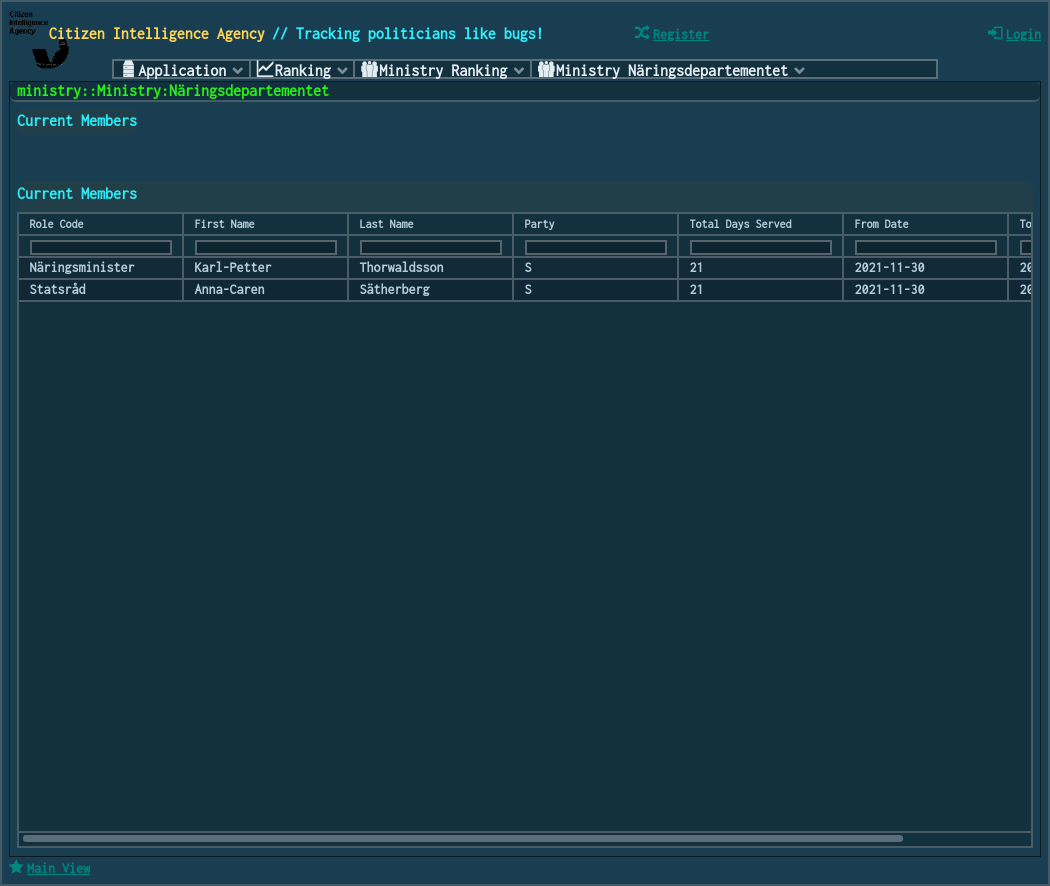 Citizen
Intelligence
Agency
Citizen Intelligence Agency // Tracking politicians like bugs!
Register
Login
Application
Ranking
Ministry Ranking
Ministry Näringsdepartementet
ministry::Ministry:Näringsdepartementet
Current Members
Current Members
Role Code First Name Last Name Party Total Days Served From Date To
Näringsminister Karl-Petter Thorwaldsson S 21 2021-11-30 20
Statsråd Anna-Caren Sätherberg S 21 2021-11-30 20
Main View